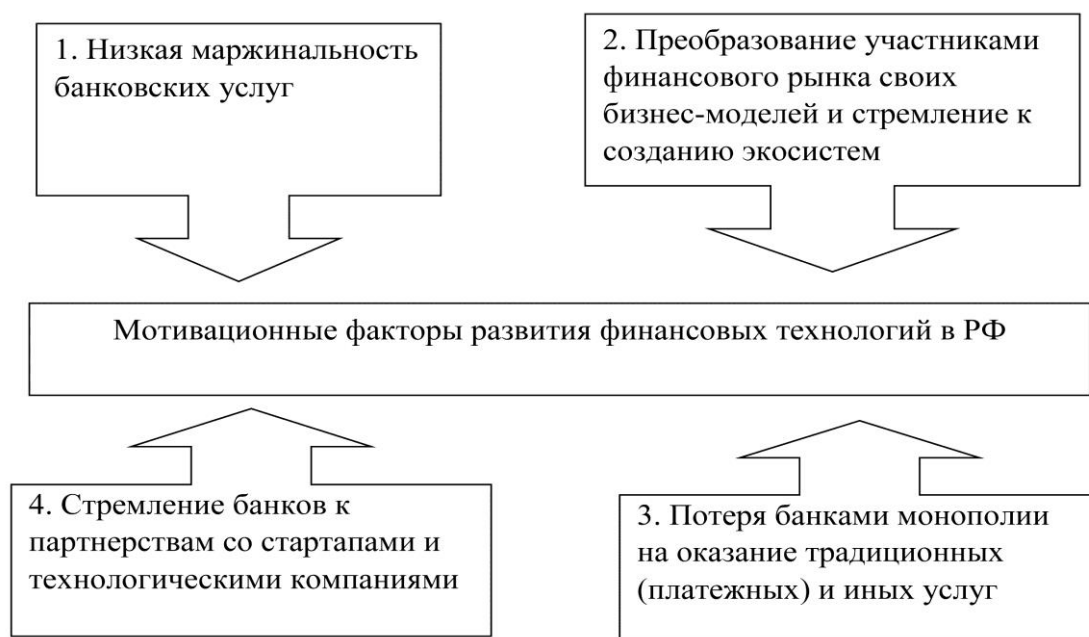 1. Низкая маржинальность
банковских услуг
2. Преобразование участниками
финансового рынка своих
бизнес-моделей и стремление к
созданию экосистем
Мотивационные факторы развития финансовых технологий в РФ
4. Стремление банков к
партнерствам со стартапами и
технологическими компаниями
3. Потеря банками монополии
на оказание традиционных
(платежных) и иных услуг